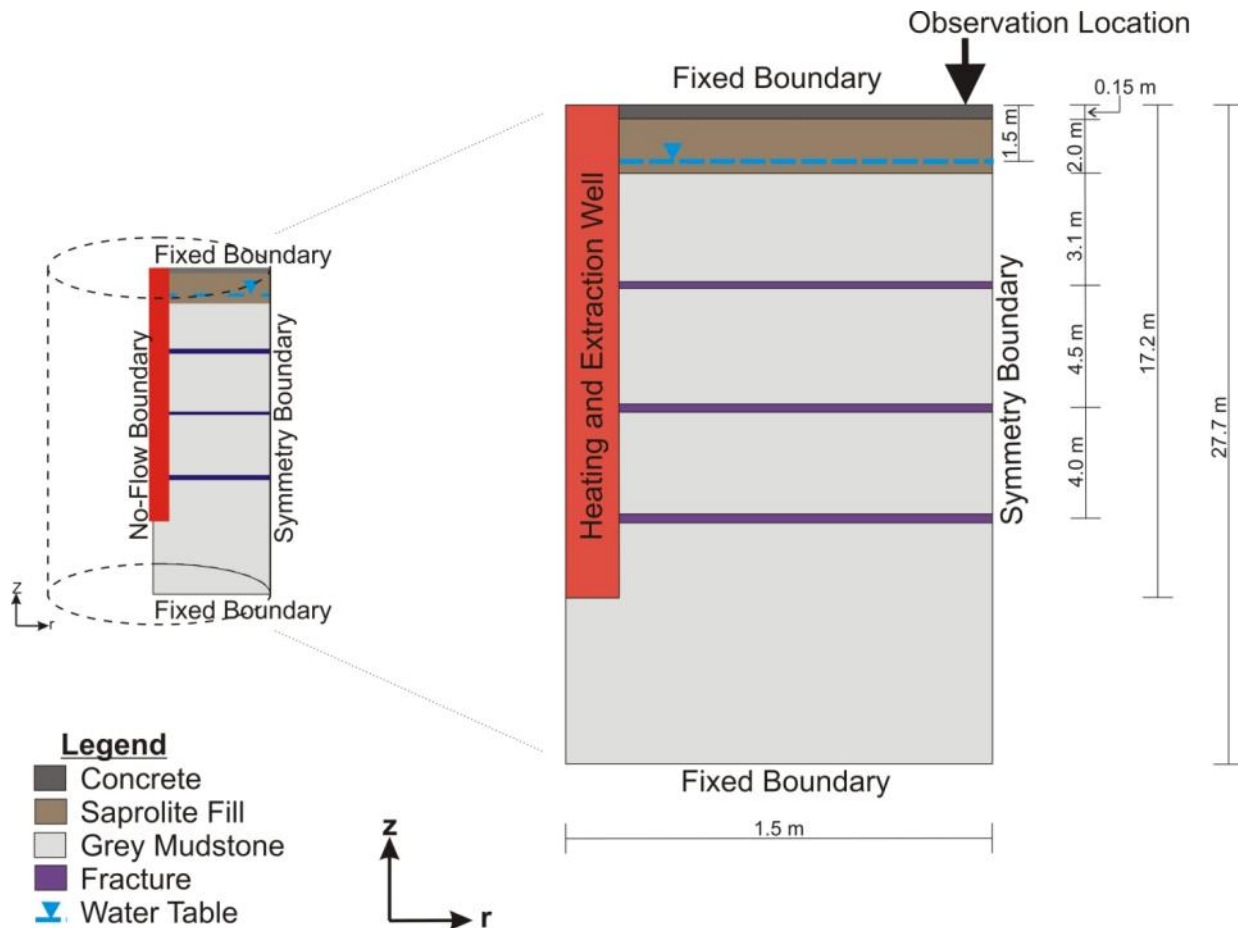 Observation Location
Fixed Boundary
0.15 m
1.5 m
2.0 m
Heating and Extraction Well
3.1 m
Symmetry Boundary
4.5 m
17.2 m
27.7 m
4.0 m
Fixed Boundary
No-Flow Boundary
Symmetry Boundary
Fixed Boundary
z
r
Fixed Boundary
1.5 m
Legend
Concrete
Saprolite Fill
Grey Mudstone
Fracture
Water Table
z
r